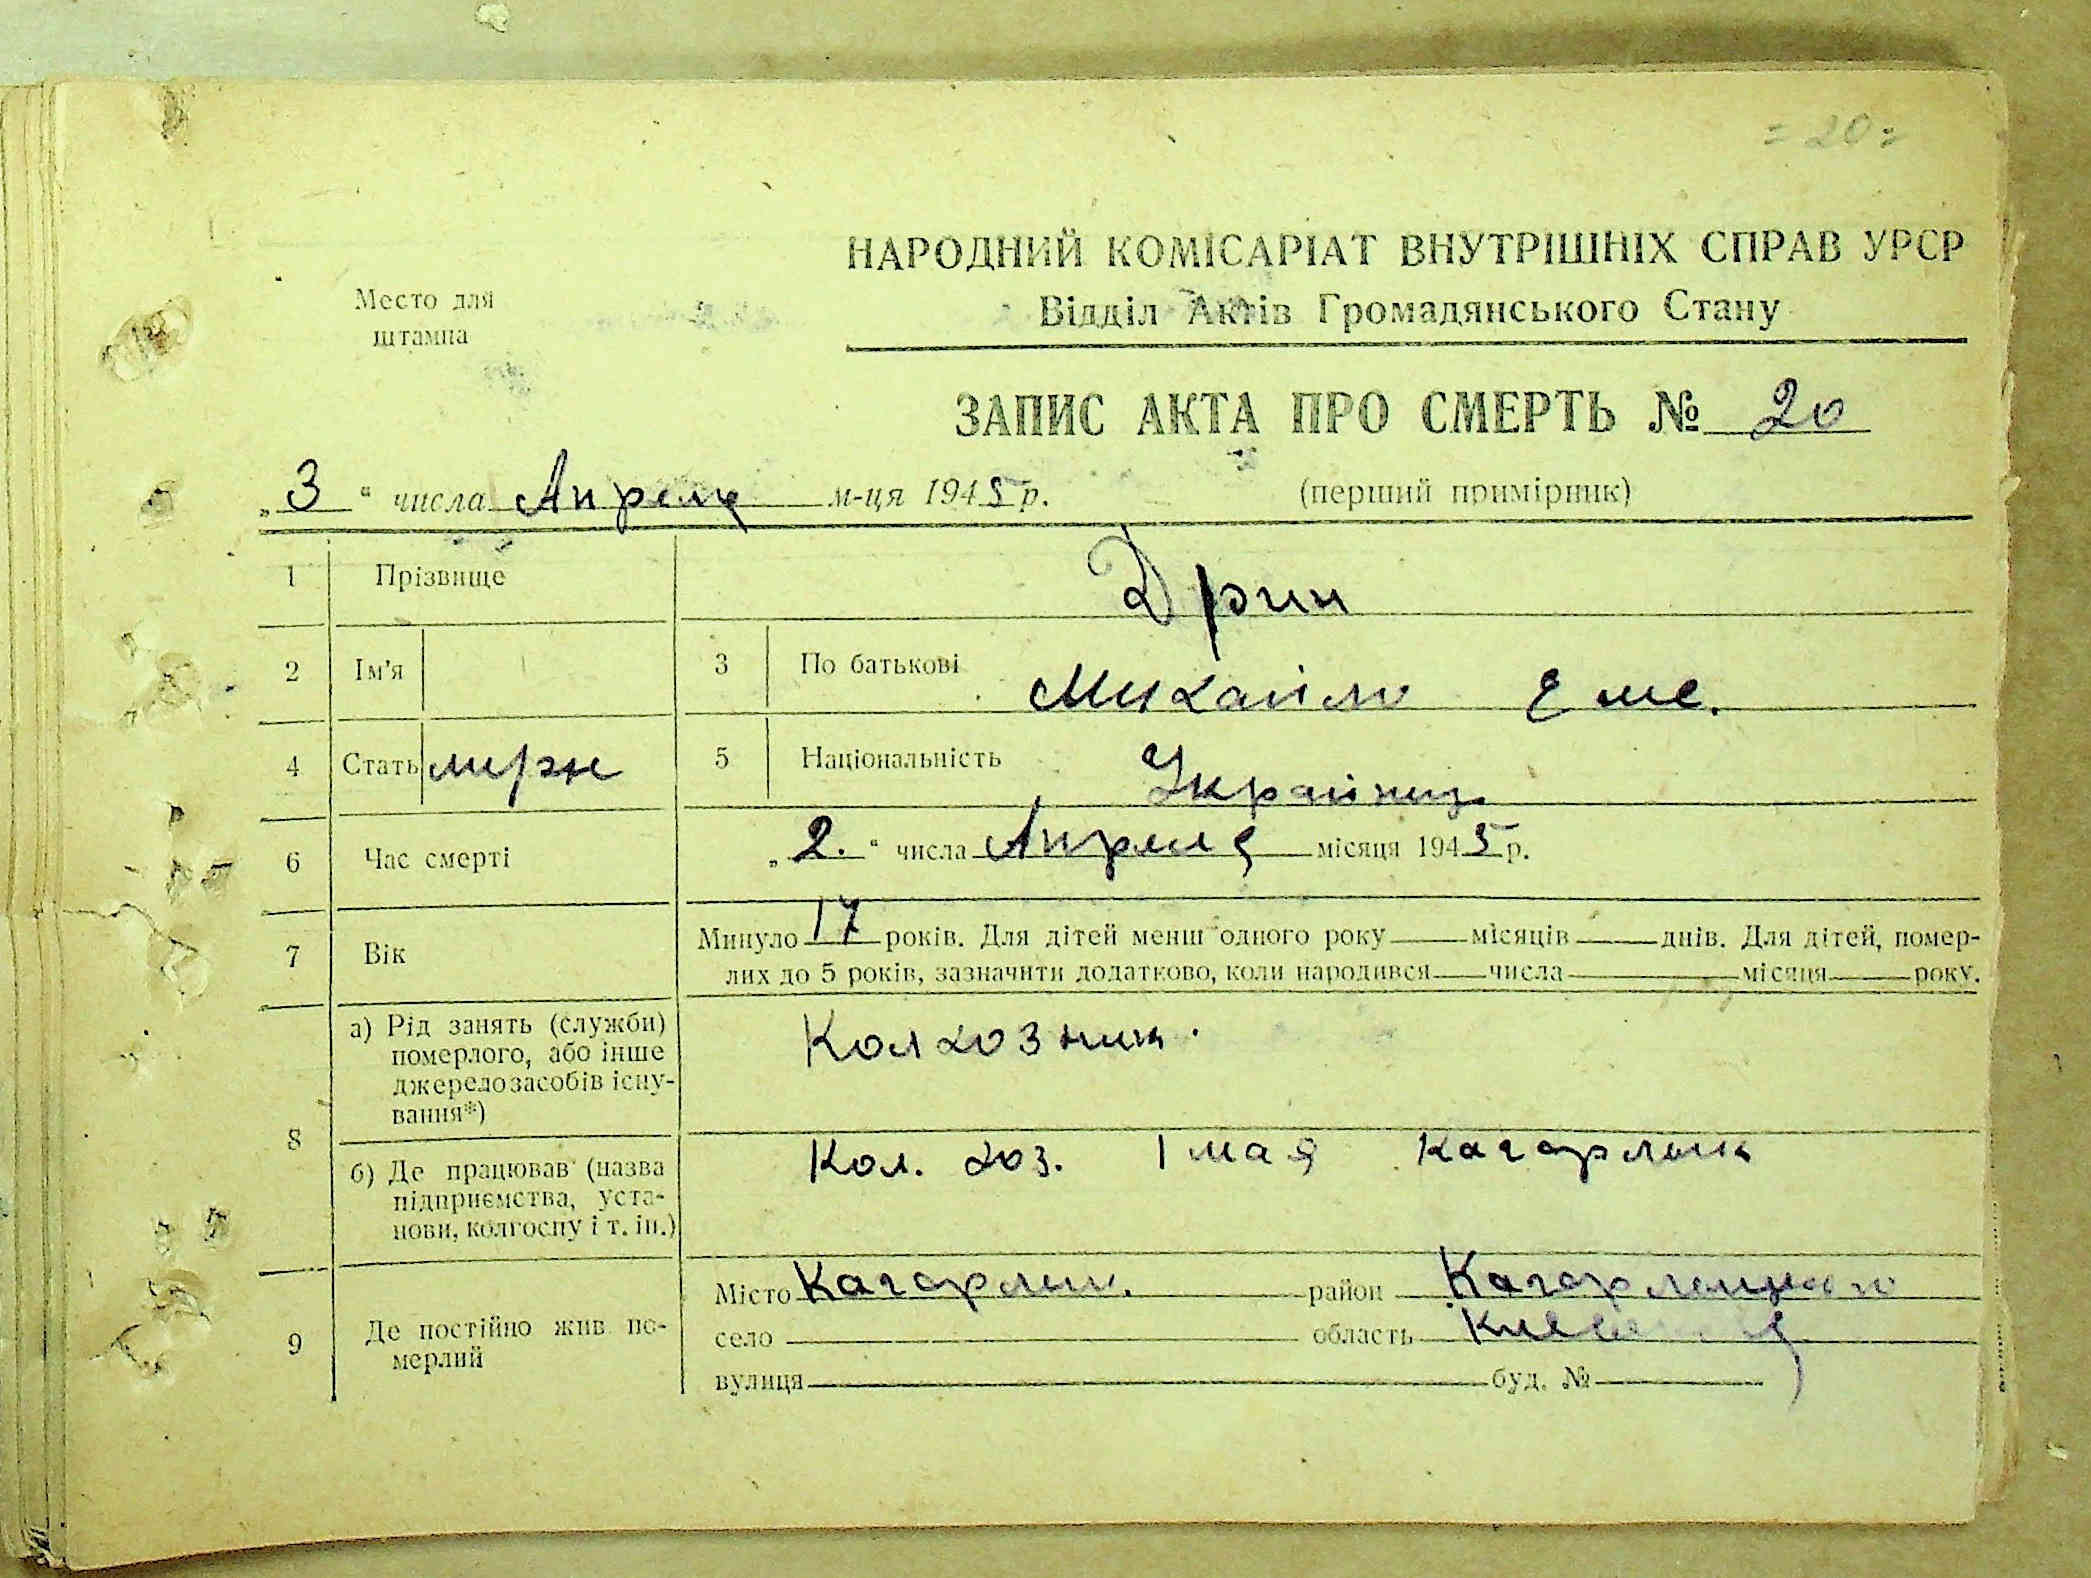 = 20 =
НАРОДНИЙ КОМІСАРІАТ ВНУТРІШНІХ СПРАВ УРСР
Место для штампа
Відділ Актів Громадянського Стану
ЗАПИС АКТА ПРО СМЕРТЬ № 20
„3“ числа Апреля м-ця 1945 р. (перший примірник)
1 Прізвище Дрин
2 Ім'я 3 По батькові Михайло Еме.
4 Стать 5 Національність Украінец
6 Час смерті „2.“ числа Апреля місяця 1945 р.
7 Вік Минуло 17 років. Для дітей менш одного року місяців днів. Для дітей, помер-
лих до 5 років, зазначити додатково, коли народився числа місяця року.
8 а) Рід занять (служби) померлого, або інше джерело засобів існу-вання*) Колхозник.
б) Де працював (назва підприємства, уста-нови, колгоспу і т. ін.) Кол. хоз. 1 мая Кагарлик
9 Де постійно жив по-мерлий Місто Кагарлик. район Кагарлицкого
село область
вулиця буд. №